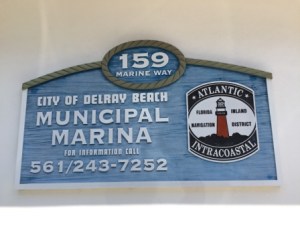 159
MARINE WAY
CITY OF DELRAY BEACH
MUNICIPAL
MARINA
FOR INFORMATION CALL
561/243-7252
ATLANTIC
FLORIDA INLAND
NAVIGATION DISTRICT
INTRACOASTAL